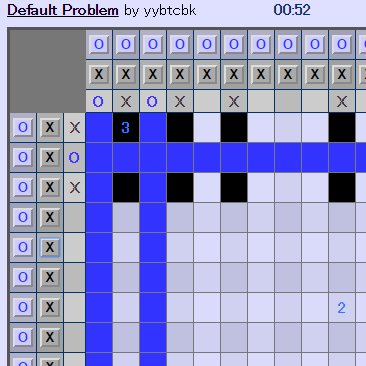 Default Problem by yybtcbk 00:52
O O O O O O O O O O
X X X X X X X X X X
O X O X X X
O X X 3
O X O
O X X
O X
O X
O X
O X 2
O X
O X